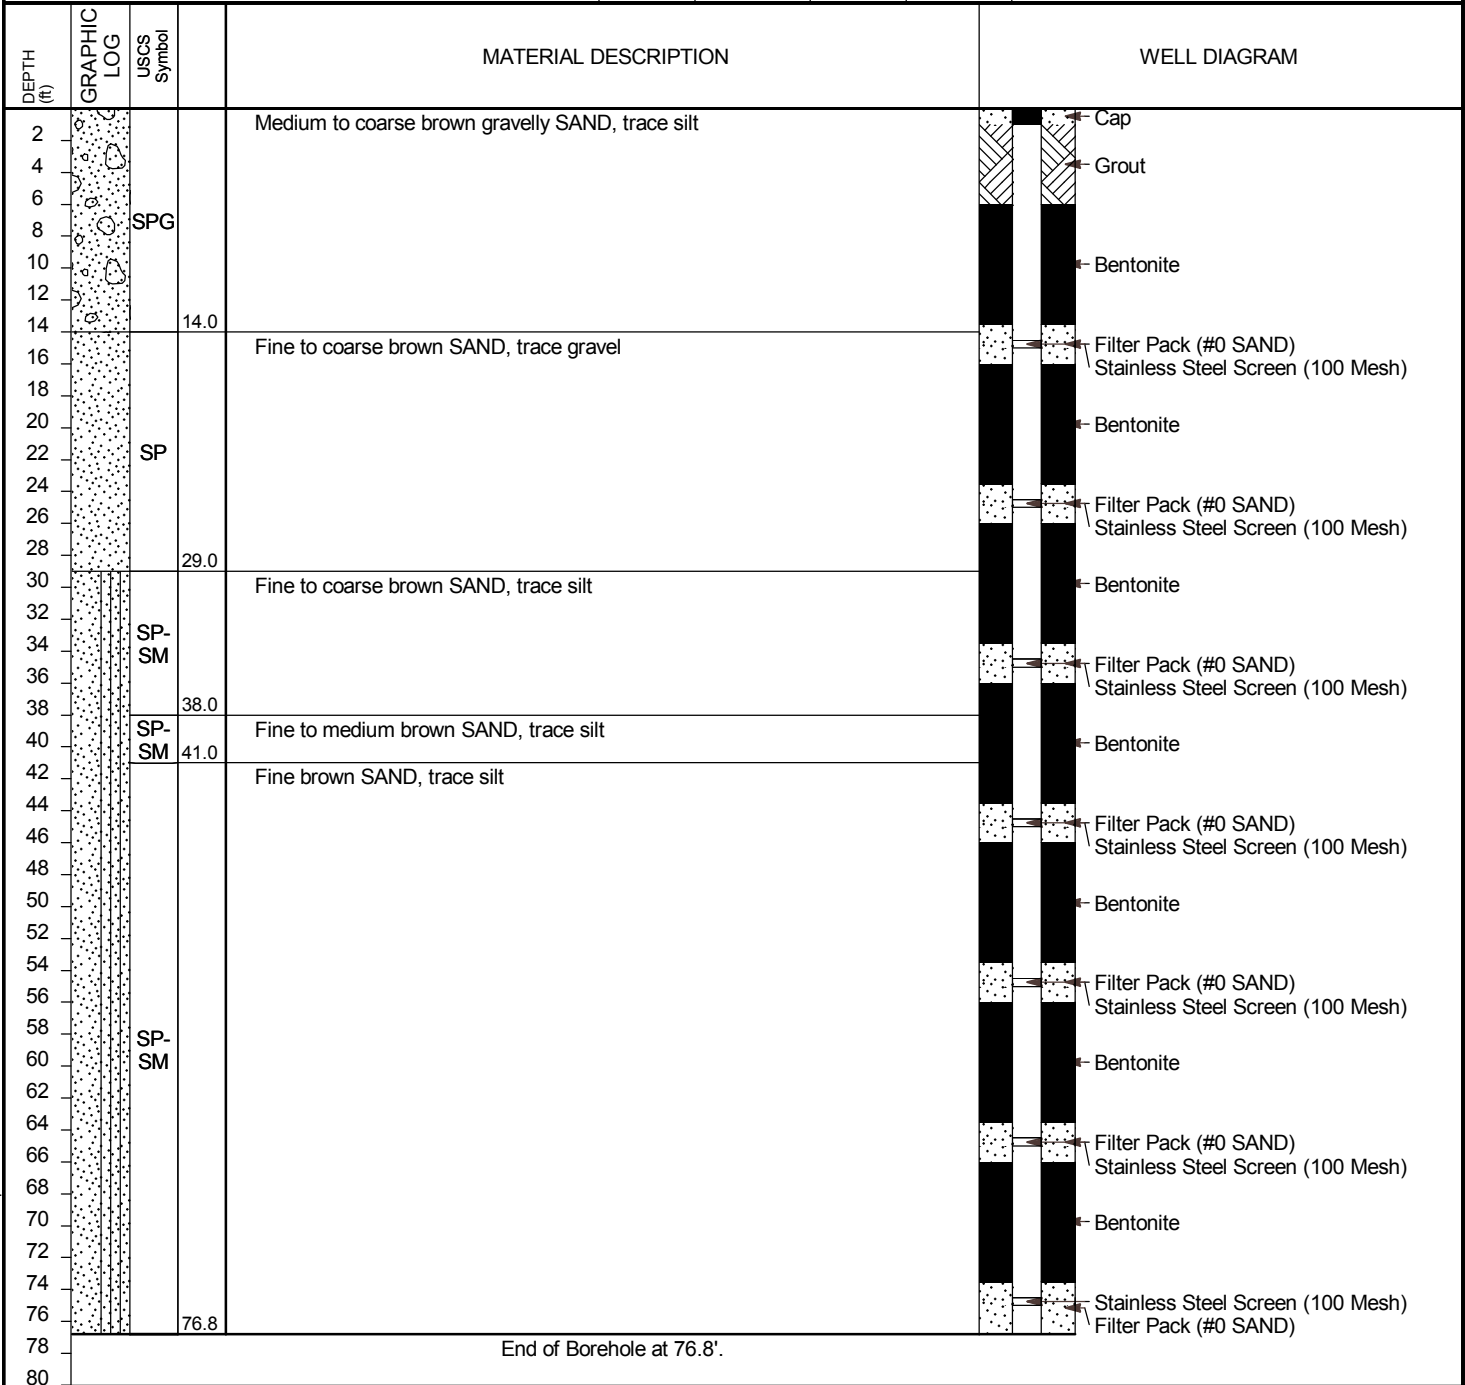 DEPTH
(ft)
GRAPHIC
LOG
USCS
Symbol
MATERIAL DESCRIPTION
WELL DIAGRAM
2
4
6
8
10
12
14
16
18
20
22
24
26
28
30
32
34
36
38
40
42
44
46
48
50
52
54
56
58
60
62
64
66
68
70
72
74
76
78
80
SPG
14.0
Medium to coarse brown gravelly SAND, trace silt
SP
29.0
Fine to coarse brown SAND, trace gravel
SP-
SM
38.0
Fine to coarse brown SAND, trace silt
SP-
SM
41.0
Fine to medium brown SAND, trace silt
SP-
SM
76.8
Fine brown SAND, trace silt
End of Borehole at 76.8'.
Cap
Grout
Bentonite
Filter Pack (#0 SAND)
Stainless Steel Screen (100 Mesh)
Bentonite
Filter Pack (#0 SAND)
Stainless Steel Screen (100 Mesh)
Bentonite
Filter Pack (#0 SAND)
Stainless Steel Screen (100 Mesh)
Bentonite
Filter Pack (#0 SAND)
Stainless Steel Screen (100 Mesh)
Bentonite
Filter Pack (#0 SAND)
Stainless Steel Screen (100 Mesh)
Bentonite
Filter Pack (#0 SAND)
Stainless Steel Screen (100 Mesh)
Bentonite
Stainless Steel Screen (100 Mesh)
Filter Pack (#0 SAND)